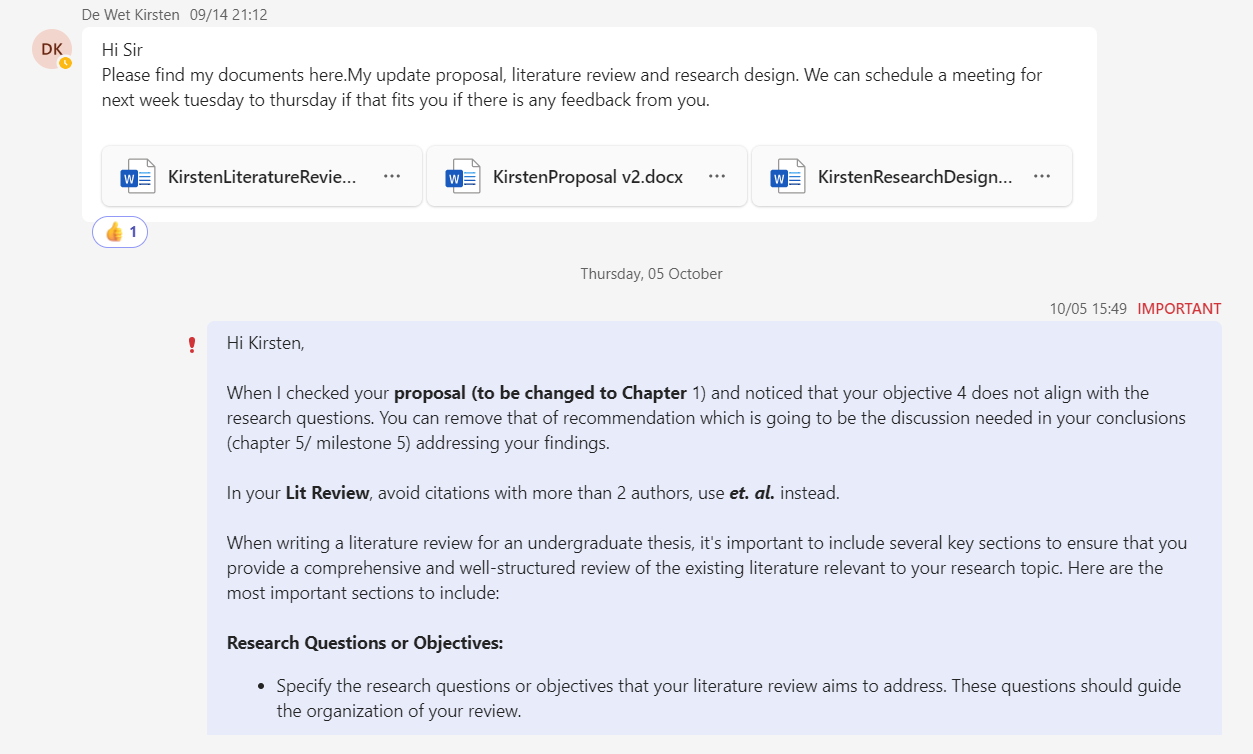 De Wet Kirsten 09/14 21:12
DK
Hi Sir
Please find my documents here.My update proposal, literature review and research design. We can schedule a meeting for
next week tuesday to thursday if that fits you if there is any feedback from you.
KirstenLiteratureRevie... ... KirstenProposal v2.docx ... KirstenResearchDesign... ...
1
Thursday, 05 October
10/05 15:49 IMPORTANT
Hi Kirsten,
When I checked your proposal (to be changed to Chapter 1) and noticed that your objective 4 does not align with the
research questions. You can remove that of recommendation which is going to be the discussion needed in your conclusions
(chapter 5/ milestone 5) addressing your findings.
In your Lit Review, avoid citations with more than 2 authors, use et. al. instead.
When writing a literature review for an undergraduate thesis, it's important to include several key sections to ensure that you
provide a comprehensive and well-structured review of the existing literature relevant to your research topic. Here are the
most important sections to include:
Research Questions or Objectives:
• Specify the research questions or objectives that your literature review aims to address. These questions should guide
the organization of your review.